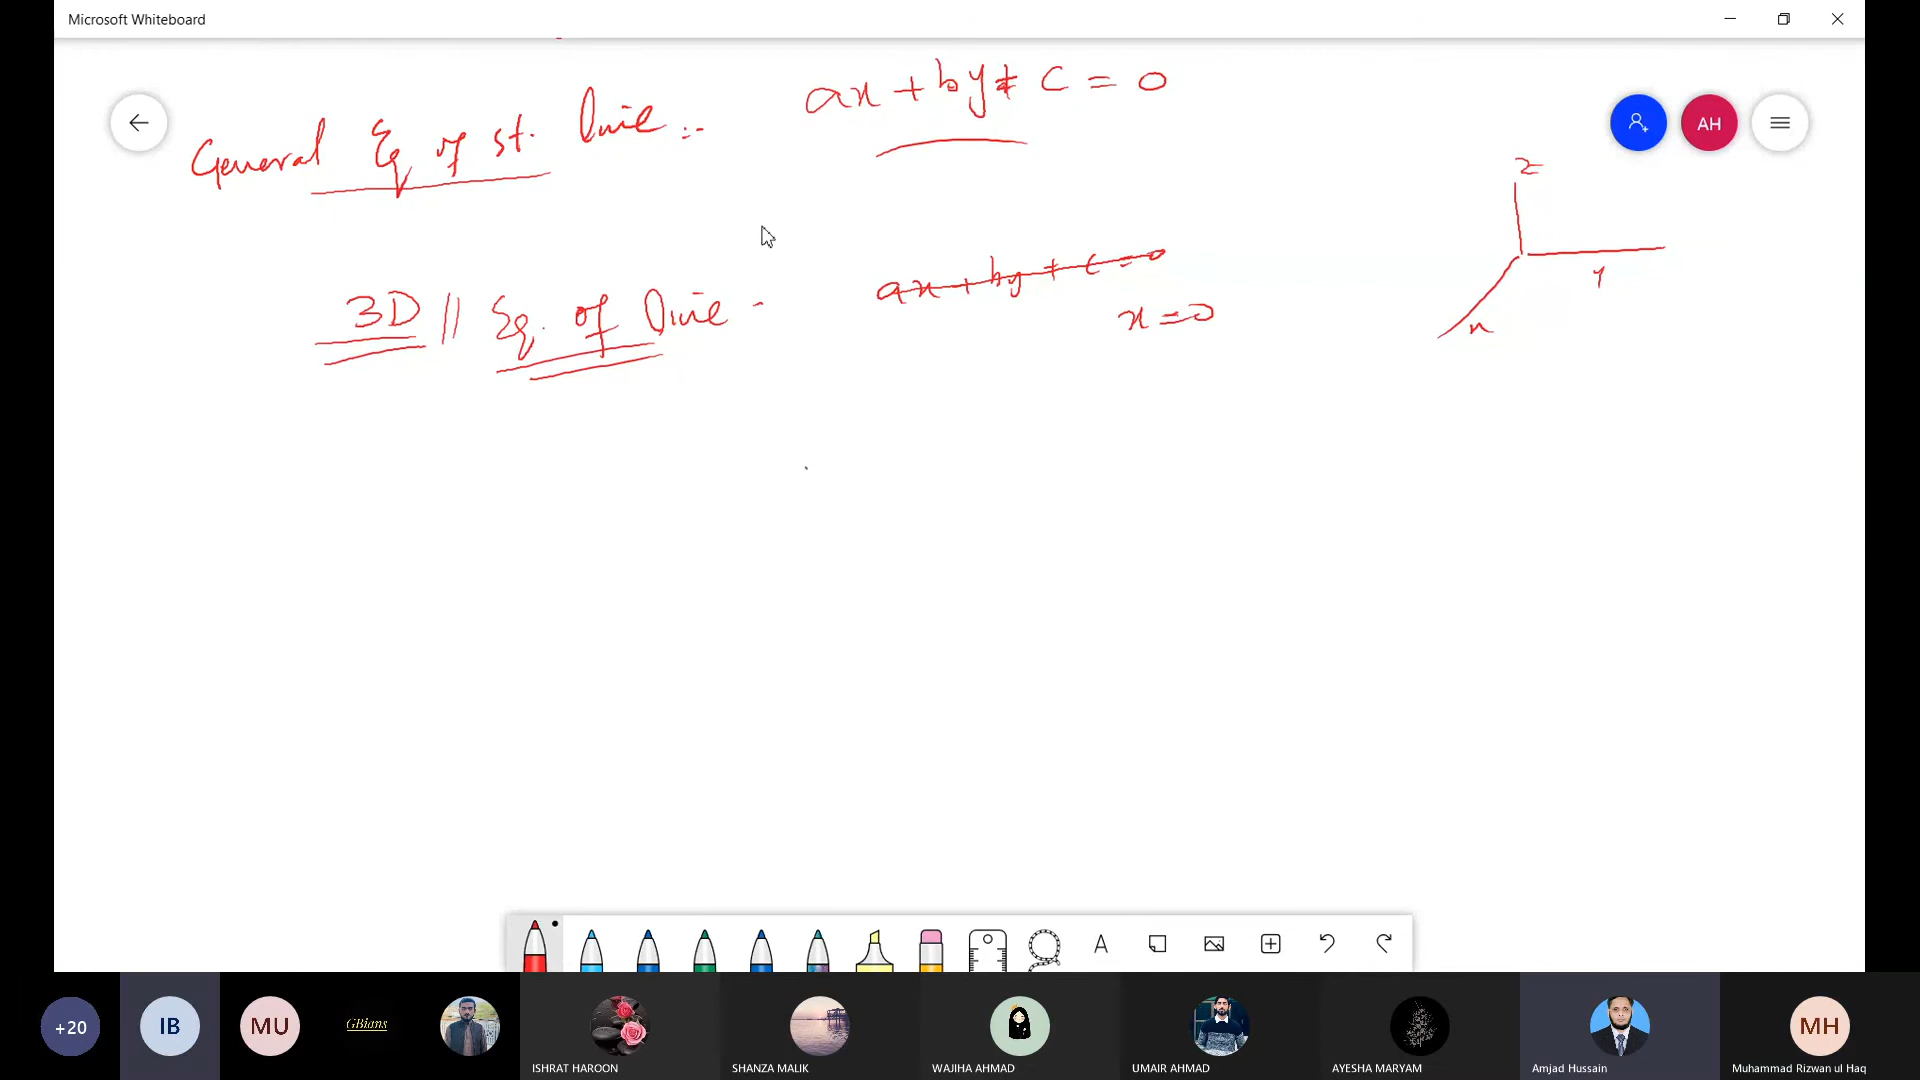 Microsoft Whiteboard
General Eq of st. line :- ax + by + c = 0
z
y
x
3D // Eq. of line - ax + by + c = 0
x = 0
AH
A
+20
IB
MU
GBians
ISHRAT HAROON
SHANZA MALIK
WAJIHA AHMAD
UMAIR AHMAD
AYESHA MARYAM
Amjad Hussain
MH
Muhammad Rizwan ul Haq